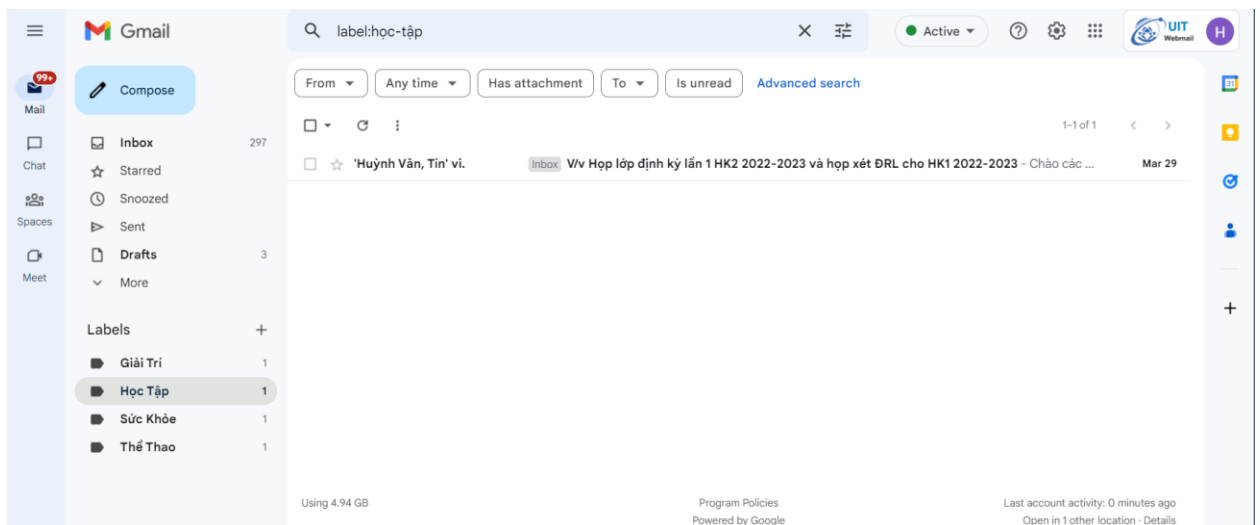 Gmail
label:học-tập
Active
UIT
Webmail
H
99+
Mail
Chat
Spaces
Meet
Compose
Inbox 297
Starred
Snoozed
Sent
Drafts 3
More
Labels
Giải Trí 1
Học Tập 1
Sức Khỏe 1
Thể Thao 1
From Any time Has attachment To Is unread Advanced search
1–1 of 1
'Huỳnh Văn, Tín' vi. Inbox V/v Họp lớp định kỳ lần 1 HK2 2022-2023 và họp xét ĐRL cho HK1 2022-2023 - Chào các ... Mar 29
Using 4.94 GB
Program Policies
Powered by Google
Last account activity: 0 minutes ago
Open in 1 other location · Details
31